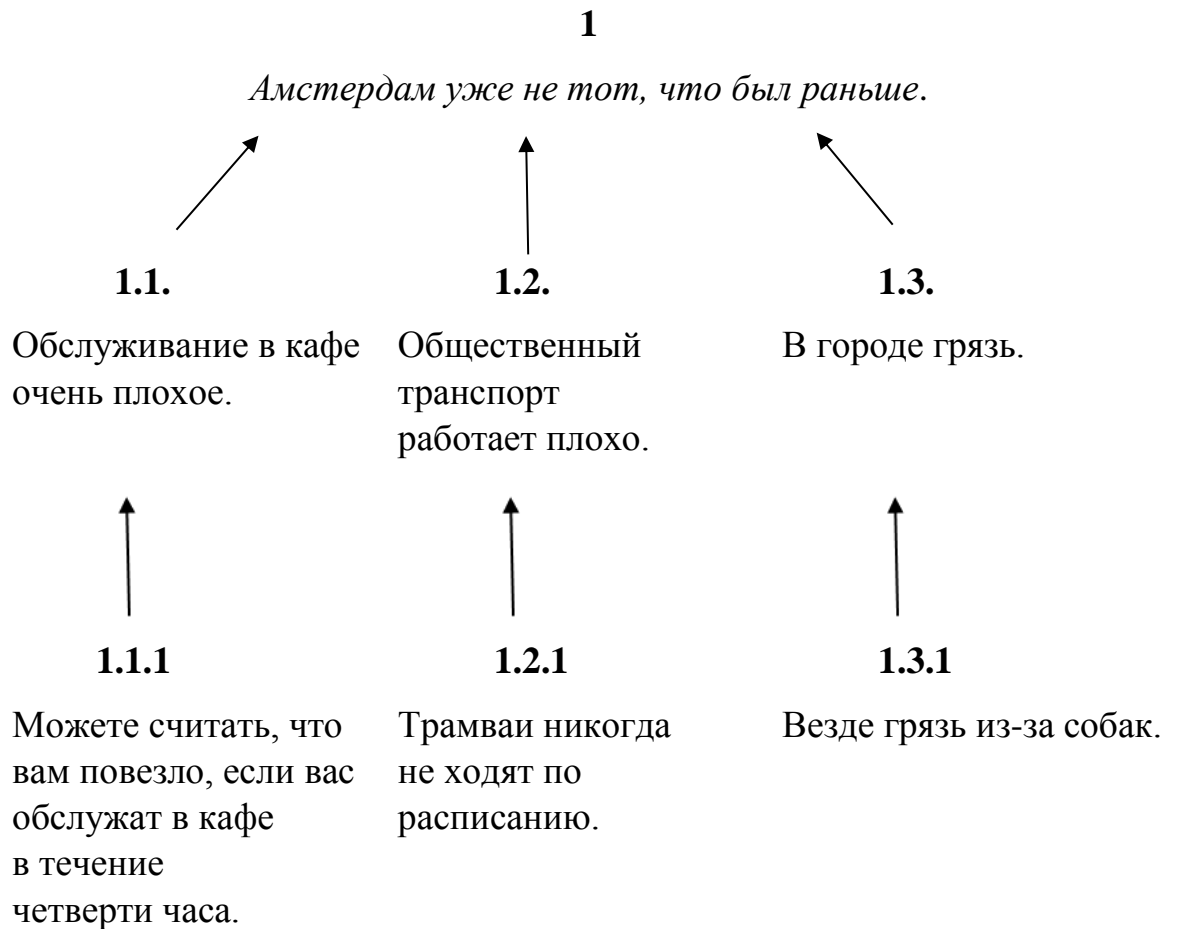 1
Амстердам уже не тот, что был раньше.
1.1.
Обслуживание в кафе
очень плохое.
1.2.
Общественный
транспорт
работает плохо.
1.3.
В городе грязь.
1.1.1
Можете считать, что
вам повезло, если вас
обслужат в кафе
в течение
четверти часа.
1.2.1
Трамваи никогда
не ходят по
расписанию.
1.3.1
Везде грязь из-за собак.